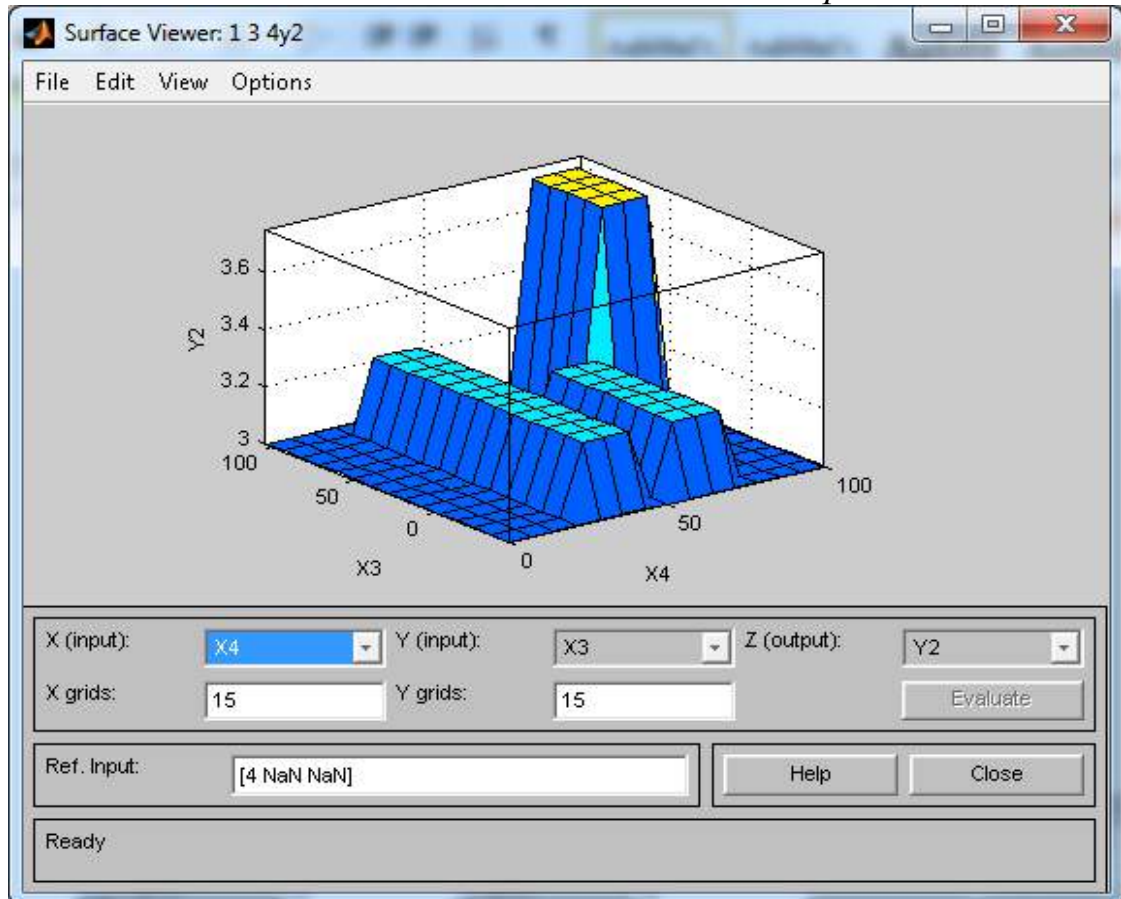 Surface Viewer: 1 3 4y2
File Edit View Options
3.6
3.4
3.2
3
Y2
100
50
0
X3
0
50
100
X4
X (input): X4 Y (input): X3 Z (output): Y2
X grids: 15 Y grids: 15 Evaluate
Ref. Input: [4 NaN NaN] Help Close
Ready